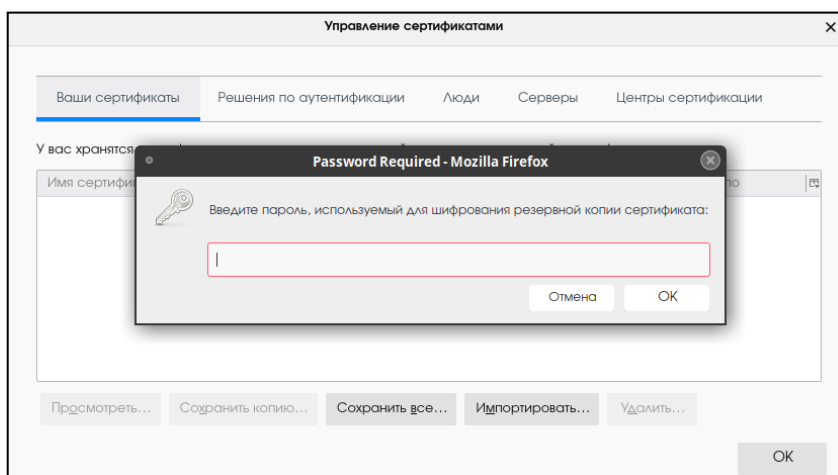 Управление сертификатами
Ваши сертификаты Решения по аутентификации Люди Серверы Центры сертификации
У вас хранятся
Password Required - Mozilla Firefox
Имя
Введите пароль, используемый для шифрования резервной копии сертификата:
Отмена OK
Просмотреть... Сохранить копию... Сохранить все... Импортировать... Удалить...
OK